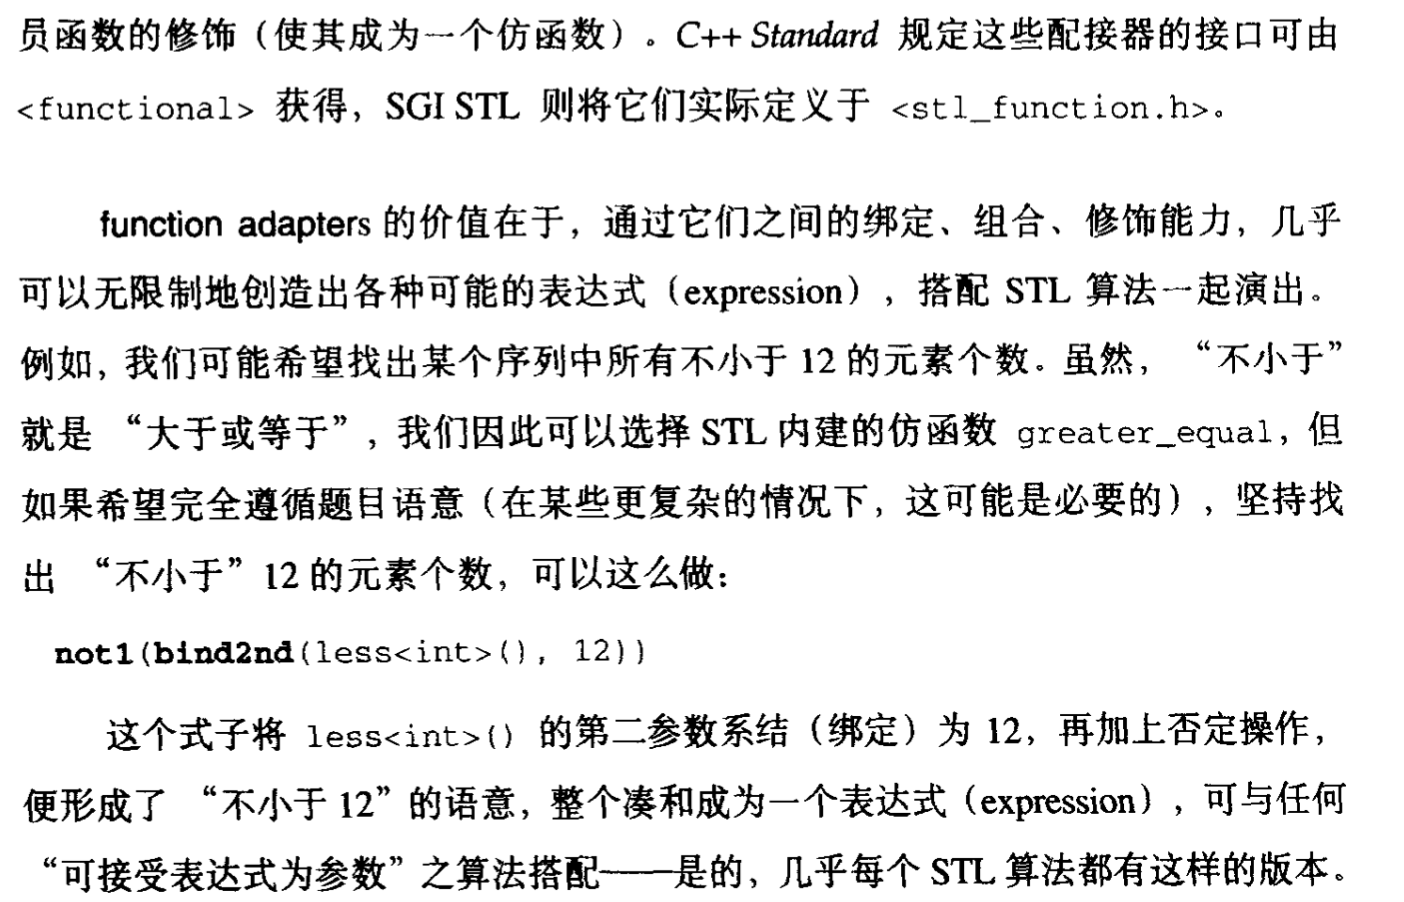 员函数的修饰（使其成为一个仿函数）。C++ Standard 规定这些配接器的接口可由
<functional> 获得，SGI STL 则将它们实际定义于 <stl_function.h>。
function adapters 的价值在于，通过它们之间的绑定、组合、修饰能力，几乎
可以无限制地创造出各种可能的表达式（expression），搭配 STL 算法一起演出。
例如，我们可能希望找出某个序列中所有不小于 12 的元素个数。虽然，“不小于”
就是 “大于或等于”，我们因此可以选择 STL 内建的仿函数 greater_equal，但
如果希望完全遵循题目语意（在某些更复杂的情况下，这可能是必要的），坚持找
出 “不小于” 12 的元素个数，可以这么做：
not1(bind2nd(less<int>(), 12))
这个式子将 less<int>() 的第二参数系结（绑定）为 12，再加上否定操作，
便形成了 “不小于 12” 的语意，整个凑和成为一个表达式（expression），可与任何
“可接受表达式为参数” 之算法搭配——是的，几乎每个 STL 算法都有这样的版本。